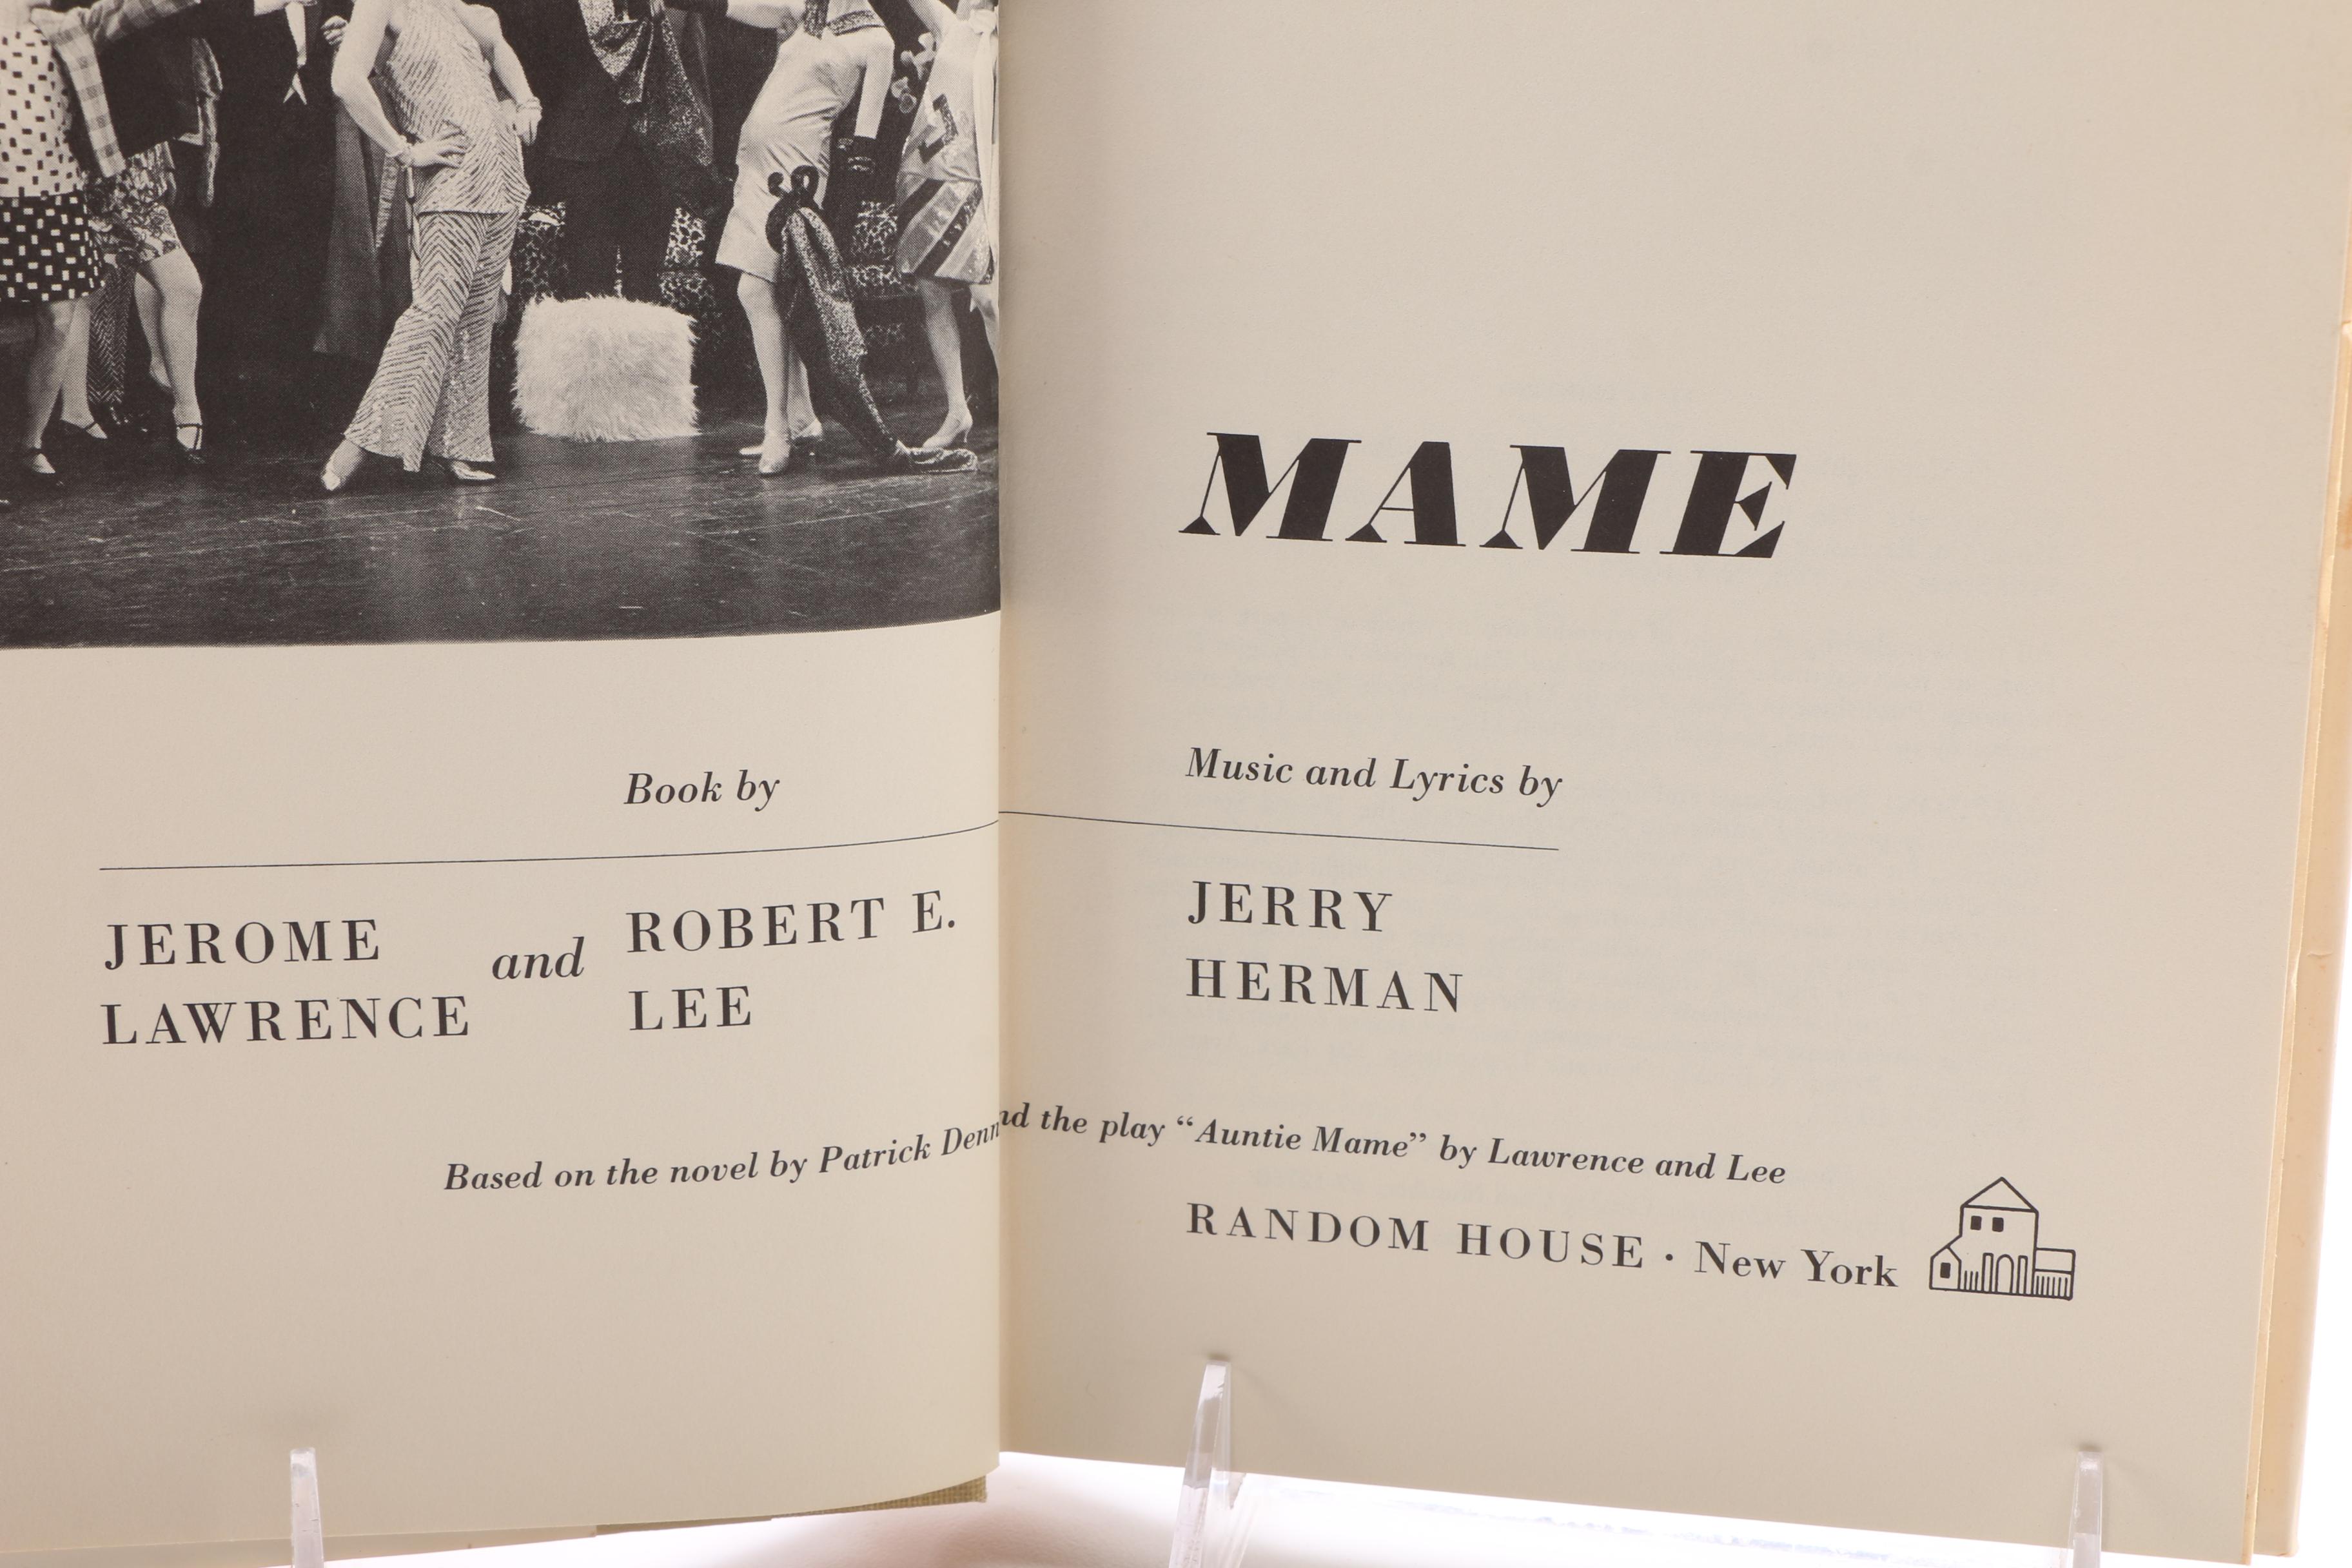 MAME
Book by
JEROME
LAWRENCE
and
ROBERT E.
LEE
Music and Lyrics by
JERRY
HERMAN
Based on the novel by Patrick Denn
nd the play “Auntie Mame” by Lawrence and Lee
RANDOM HOUSE · New York